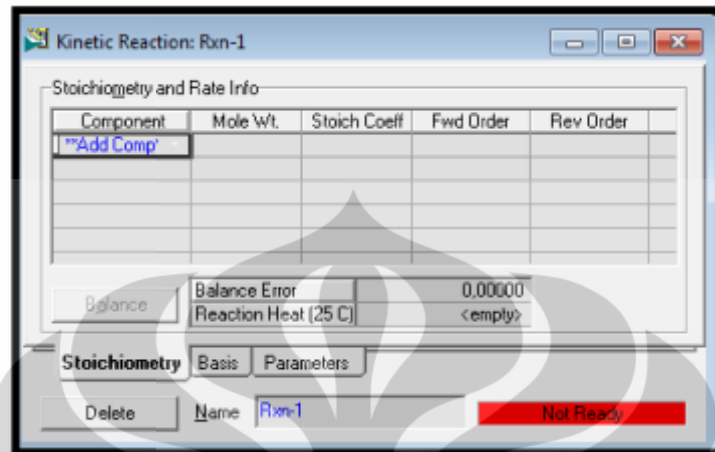 Kinetic Reaction: Rxn-1
Stoichiometry and Rate Info
Component Mole Wt. Stoich Coeff Fwd Order Rev Order
**Add Comp*
Balance
Balance Error 0,00000
Reaction Heat (25 C) <empty>
Stoichiometry Basis Parameters
Delete Name Rxn-1 Not Ready